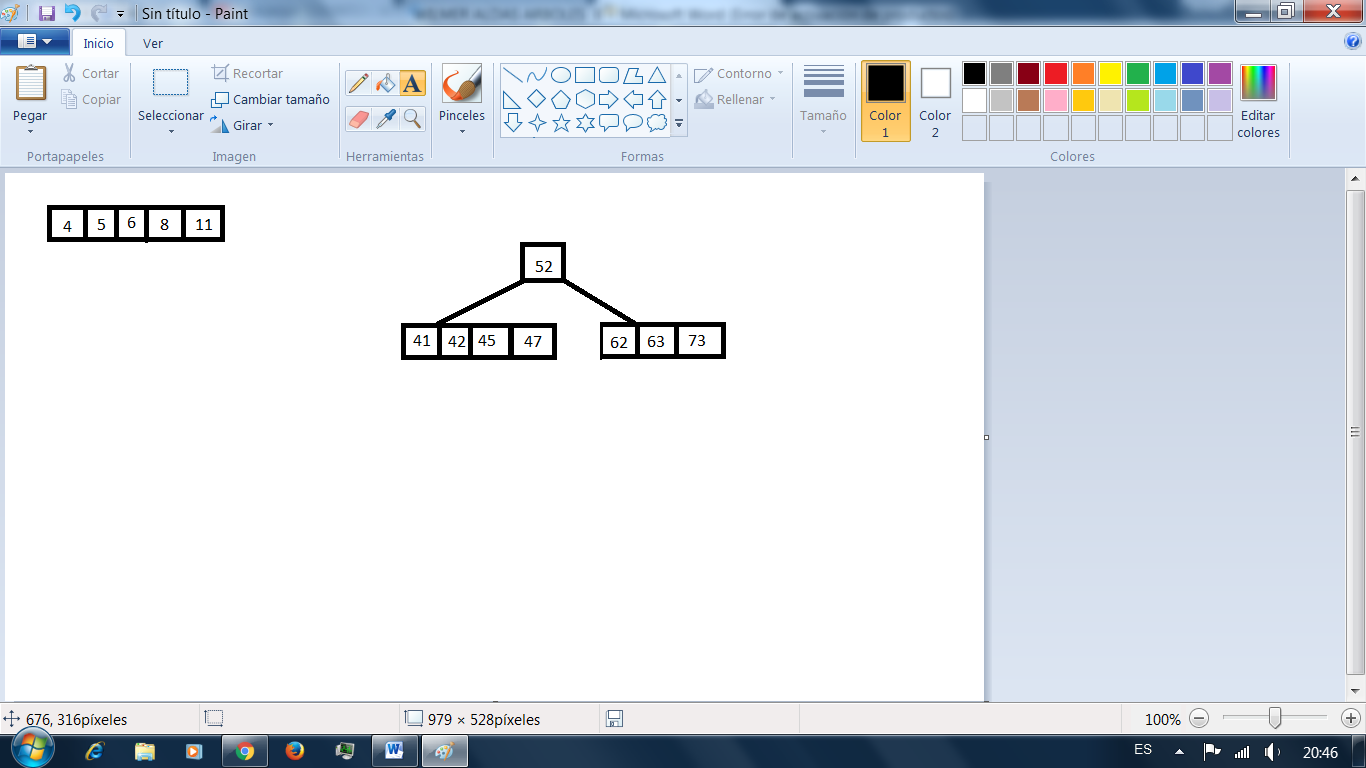 Sin título - Paint
Inicio Ver
Pegar
Cortar
Copiar
Portapapeles
Seleccionar
Recortar
Cambiar tamaño
Girar
Imagen
A
Herramientas
Pinceles
Contorno
Rellenar
Formas
Tamaño
Color
1
Color
2
Editar
colores
Colores
4 5 6 8 11
52
41 42 45 47 62 63 73
676, 316píxeles 979 × 528píxeles 100%
ES 20:46